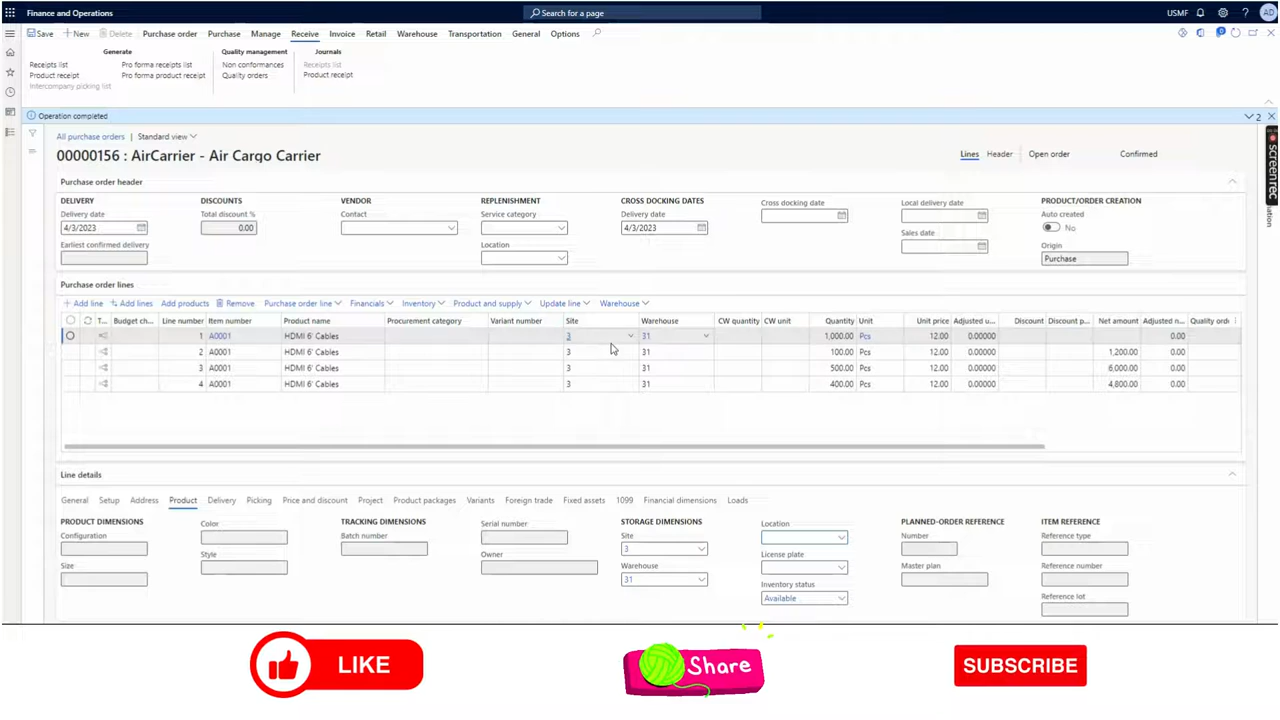 Finance and Operations Search for a page USMF AD
Save New Delete Purchase order Purchase Manage Receive Invoice Retail Warehouse Transportation General Options
Generate Quality management Journals
Receipts list Pro forma receipts list Non conformances Receipts list
Product receipt Pro forma product receipt Quality orders Product receipt
Intercompany picking list
Operation completed 2
All purchase orders Standard view
00000156 : AirCarrier - Air Cargo Carrier Lines Header Open order Confirmed
Purchase order header
DELIVERY DISCOUNTS VENDOR REPLENISHMENT CROSS DOCKING DATES Cross docking date Local delivery date PRODUCT/ORDER CREATION
Delivery date Total discount % Contact Service category Delivery date Auto created
4/3/2023 0.00 4/3/2023 Sales date No
Earliest confirmed delivery Location Origin
Purchase
Purchase order lines
Add line Add lines Add products Remove Purchase order line Financials Inventory Product and supply Update line Warehouse
T... Budget ch... Line number Item number Product name Procurement category Variant number Site Warehouse CW quantity CW unit Quantity Unit Unit price Adjusted u... Discount Discount p... Net amount Adjusted n... Quality orde
1 A0001 HDMI 6' Cables 3 31 1,000.00 Pcs 12.00 0.00000 0.00
2 A0001 HDMI 6' Cables 3 31 100.00 Pcs 12.00 0.00000 1,200.00 0.00
3 A0001 HDMI 6' Cables 3 31 500.00 Pcs 12.00 0.00000 6,000.00 0.00
4 A0001 HDMI 6' Cables 3 31 400.00 Pcs 12.00 0.00000 4,800.00 0.00
Line details
General Setup Address Product Delivery Picking Price and discount Project Product packages Variants Foreign trade Fixed assets 1099 Financial dimensions Loads
PRODUCT DIMENSIONS Color TRACKING DIMENSIONS Serial number STORAGE DIMENSIONS Location PLANNED-ORDER REFERENCE ITEM REFERENCE
Configuration Batch number Site Number Reference type
3
Size Style Owner Warehouse License plate Master plan Reference number
31
Inventory status
Available Reference lot
screenrec
LIKE Share SUBSCRIBE